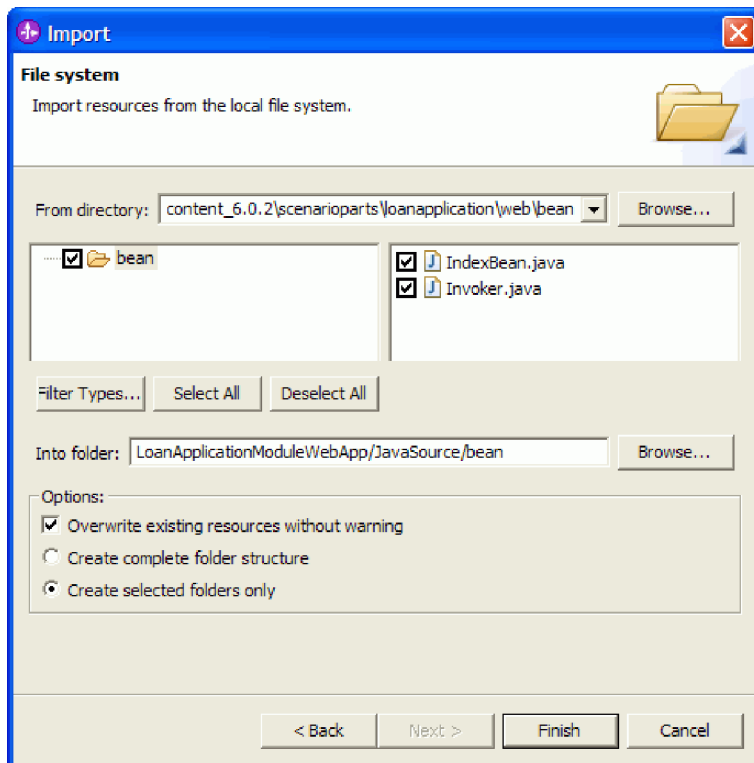 Import
File system
Import resources from the local file system.
From directory: content_6.0.2\scenarioparts\loanapplication\web\bean Browse...
bean
IndexBean.java
Invoker.java
Filter Types... Select All Deselect All
Into folder: LoanApplicationModuleWebApp/JavaSource/bean Browse...
Options:
Overwrite existing resources without warning
Create complete folder structure
Create selected folders only
< Back Next > Finish Cancel